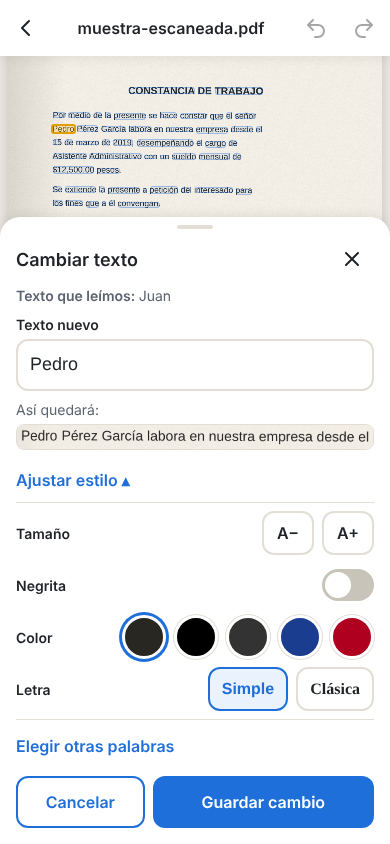 muestra-escaneada.pdf
CONSTANCIA DE TRABAJO
Por medio de la presente se hace constar que el señor
Pedro Pérez García labora en nuestra empresa desde el
15 de marzo de 2019, desempeñando el cargo de
Asistente Administrativo con un sueldo mensual de
$12,500.00 pesos.
Se extiende la presente a petición del interesado para
los fines que a él convengan.
Cambiar texto
Texto que leímos: Juan
Texto nuevo
Pedro
Así quedará:
Pedro Pérez García labora en nuestra empresa desde el
Ajustar estilo ▴
Tamaño A− A+
Negrita
Color
Letra Simple Clásica
Elegir otras palabras
Cancelar Guardar cambio